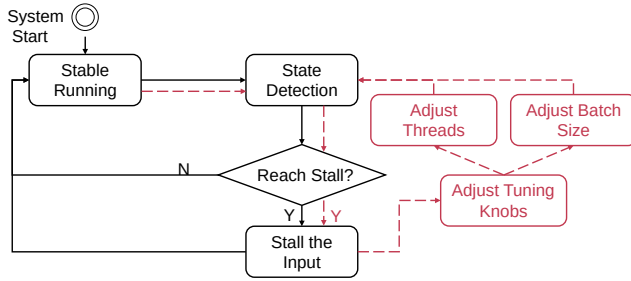 System
Start
Stable
Running
State
Detection
Adjust
Threads
Adjust Batch
Size
N
Reach Stall?
Adjust Tuning
Knobs
Y
Y
Stall the
Input